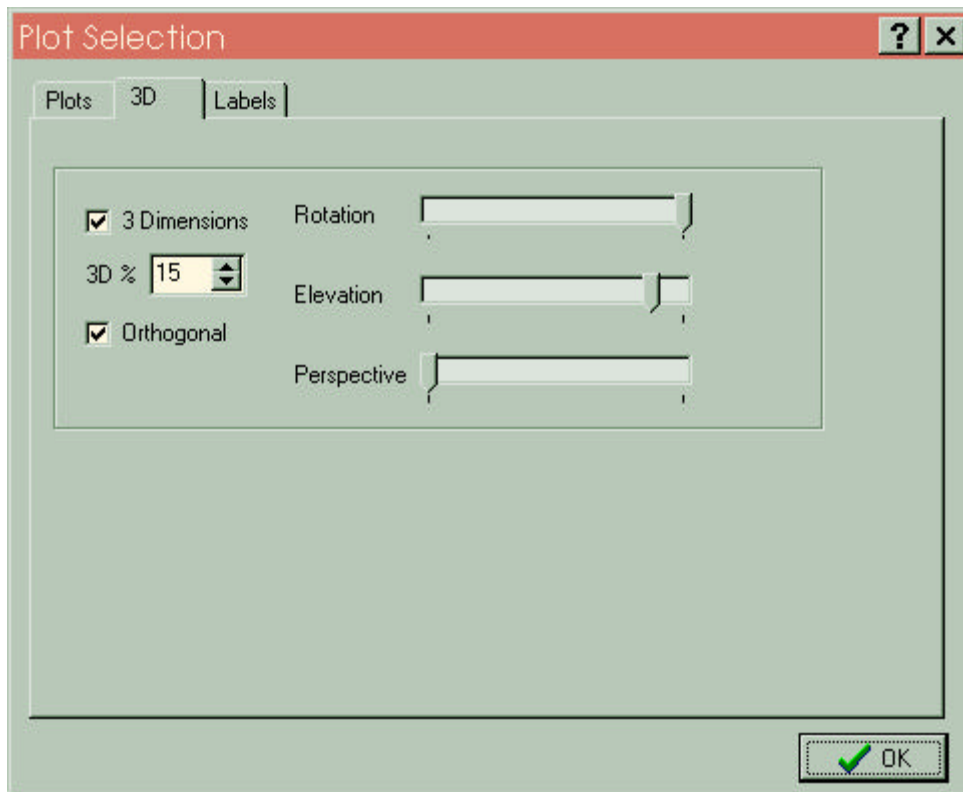 Plot Selection
Plots 3D Labels
3 Dimensions
Rotation
3D % 15
Elevation
Orthogonal
Perspective
OK